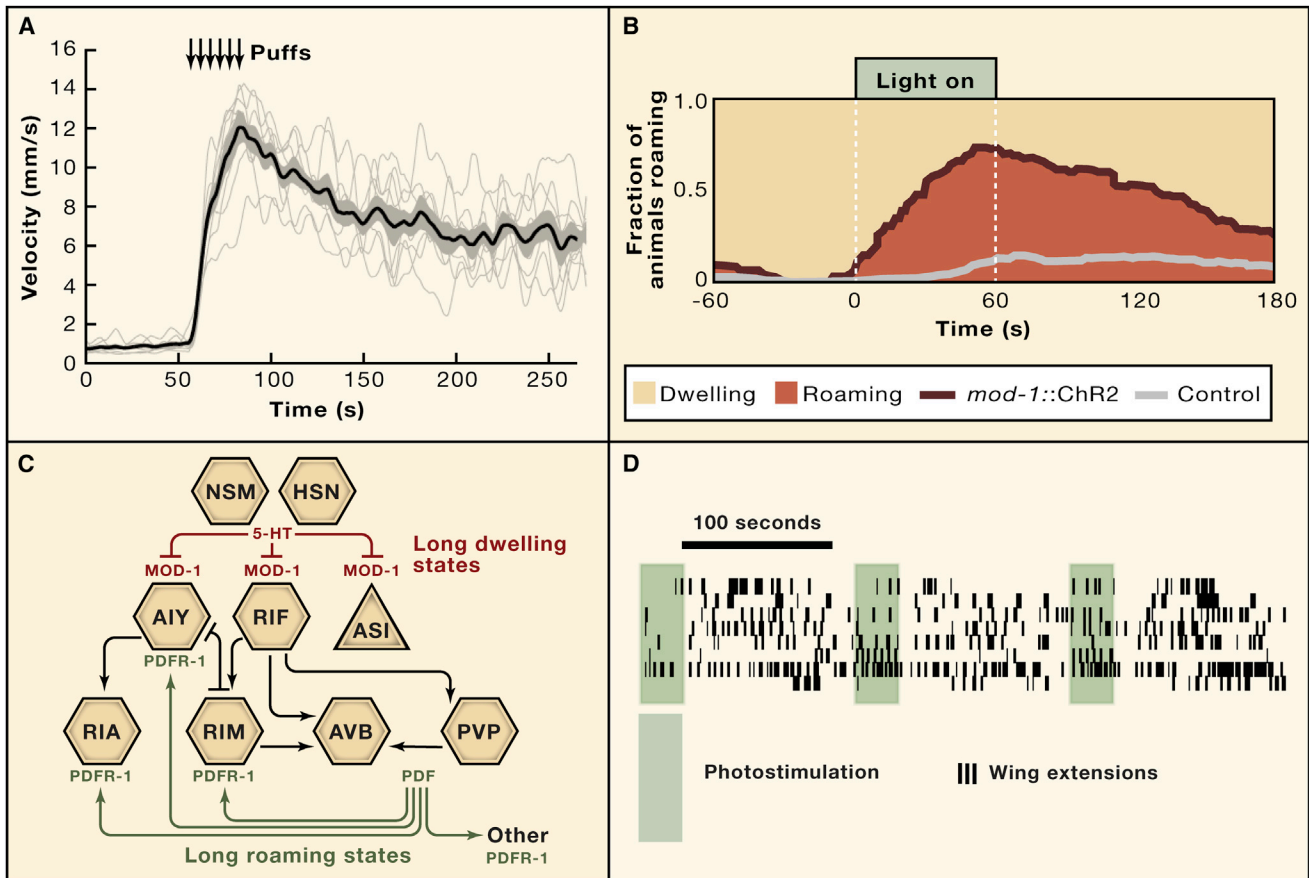 A
Puffs
16
14
12
10
8
6
4
2
0
Velocity (mm/s)
0 50 100 150 200 250
Time (s)
B
Light on
Fraction of
animals roaming
1.0
0.5
0
-60 0 60 120 180
Time (s)
Dwelling Roaming mod-1::ChR2 Control
C
NSM HSN
5-HT
Long dwelling
states
MOD-1 MOD-1 MOD-1
AIY RIF ASI
PDFR-1
RIA RIM AVB PVP
PDFR-1 PDFR-1 PDF
Other
PDFR-1
Long roaming states
D
100 seconds
Photostimulation Wing extensions